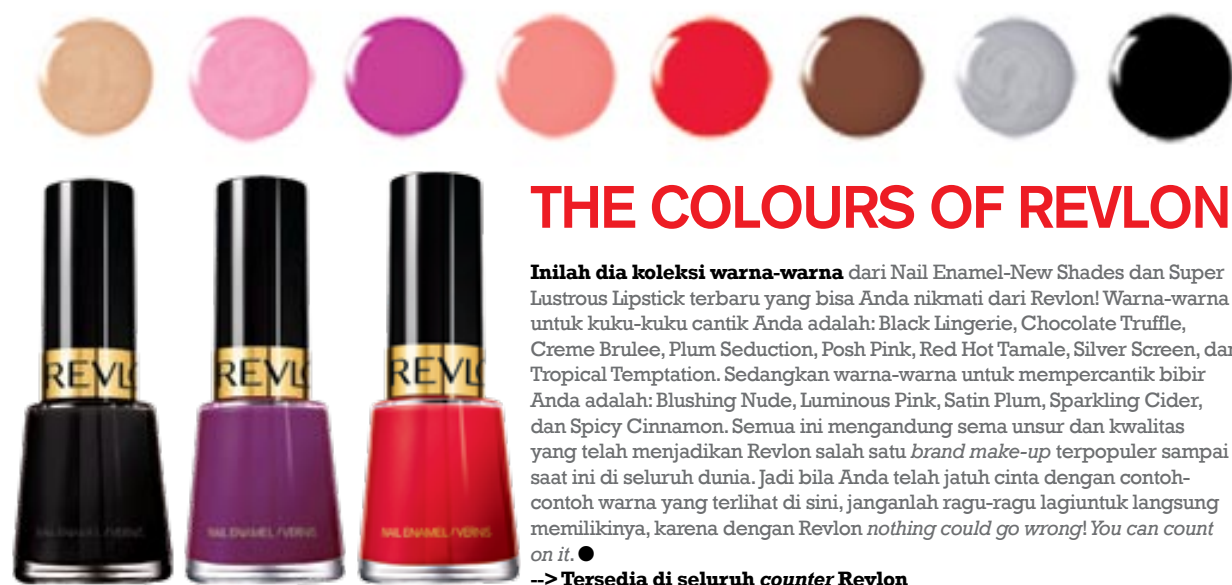 THE COLOURS OF REVLON
Inilah dia koleksi warna-warna dari Nail Enamel-New Shades dan Super
Lustrous Lipstick terbaru yang bisa Anda nikmati dari Revlon! Warna-warna
untuk kuku-kuku cantik Anda adalah: Black Lingerie, Chocolate Truffle,
Creme Brulee, Plum Seduction, Posh Pink, Red Hot Tamale, Silver Screen, dan
Tropical Temptation. Sedangkan warna-warna untuk mempercantik bibir
Anda adalah: Blushing Nude, Luminous Pink, Satin Plum, Sparkling Cider,
dan Spicy Cinnamon. Semua ini mengandung sema unsur dan kwalitas
yang telah menjadikan Revlon salah satu brand make-up terpopuler sampai
saat ini di seluruh dunia. Jadi bila Anda telah jatuh cinta dengan contoh-
contoh warna yang terlihat di sini, janganlah ragu-ragu lagiuntuk langsung
memilikinya, karena dengan Revlon nothing could go wrong! You can count
on it. ●
--> Tersedia di seluruh counter Revlon
REVL
REVL
REVL
NAIL ENAMEL / VERNIS
NAIL ENAMEL / VERNIS
NAIL ENAMEL / VERNIS